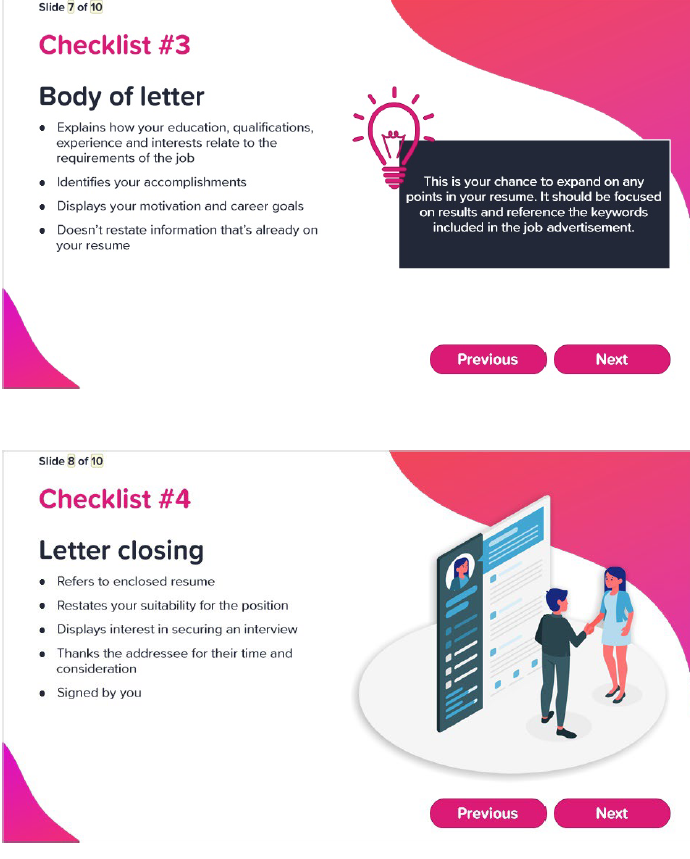 Slide 7 of 10
Checklist #3
Body of letter
• Explains how your education, qualifications,
experience and interests relate to the
requirements of the job
• Identifies your accomplishments
• Displays your motivation and career goals
• Doesn't restate information that's already on
your resume
This is your chance to expand on any
points in your resume. It should be focused
on results and reference the keywords
included in the job advertisement.
Previous
Next
Slide 8 of 10
Checklist #4
Letter closing
• Refers to enclosed resume
• Restates your suitability for the position
• Displays interest in securing an interview
• Thanks the addressee for their time and
consideration
• Signed by you
Previous
Next